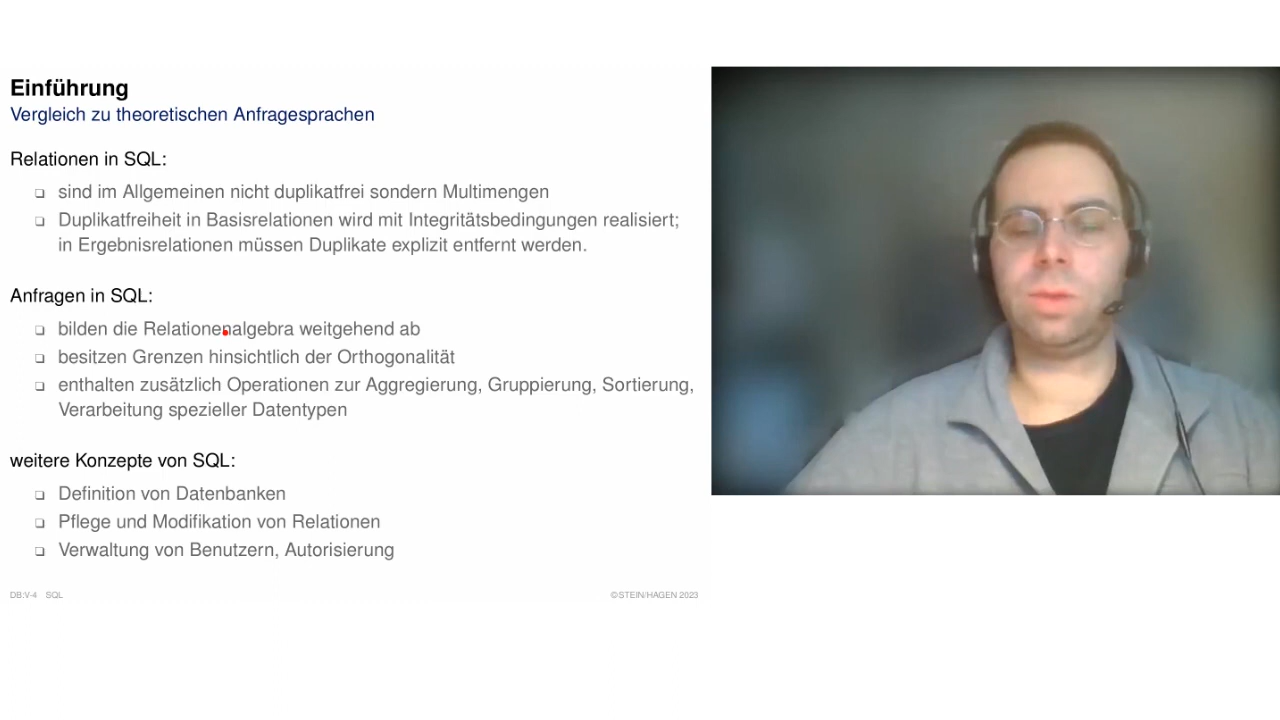 Einführung
Vergleich zu theoretischen Anfragesprachen
Relationen in SQL:
❑ sind im Allgemeinen nicht duplikatfrei sondern Multimengen
❑ Duplikatfreiheit in Basisrelationen wird mit Integritätsbedingungen realisiert;
in Ergebnisrelationen müssen Duplikate explizit entfernt werden.
Anfragen in SQL:
❑ bilden die Relationenalgebra weitgehend ab
❑ besitzen Grenzen hinsichtlich der Orthogonalität
❑ enthalten zusätzlich Operationen zur Aggregierung, Gruppierung, Sortierung,
Verarbeitung spezieller Datentypen
weitere Konzepte von SQL:
❑ Definition von Datenbanken
❑ Pflege und Modifikation von Relationen
❑ Verwaltung von Benutzern, Autorisierung
DB:V-4 SQL ©STEIN/HAGEN 2023